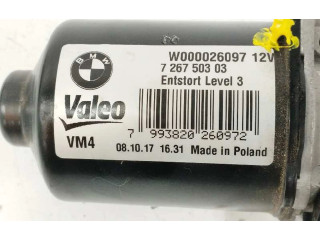 BMW
W000026097 12V
7 267 503 03
Entstort Level 3
Valeo
7 993820 260972
VM4
08.10.17 16.31 Made in Poland